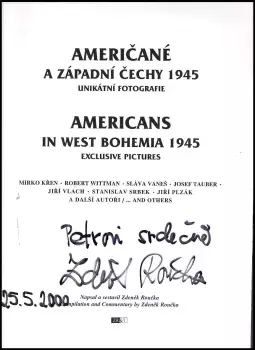 AMERIČANÉ
A ZÁPADNÍ ČECHY 1945
UNIKÁTNÍ FOTOGRAFIE
AMERICANS
IN WEST BOHEMIA 1945
EXCLUSIVE PICTURES
MIRKO KŘEN · ROBERT WITTMAN · SLÁVA VANEŠ · JOSEF TAUBER ·
JIŘÍ VLACH · STANISLAV SRBEK · JIŘÍ PLZÁK
A DALŠÍ AUTOŘI / ... AND OTHERS
Petrovi srdečně
Zdeněk Roučka
25.5.2000
Napsal a sestavil Zdeněk Roučka
Compilation and Commentary by Zdeněk Roučka